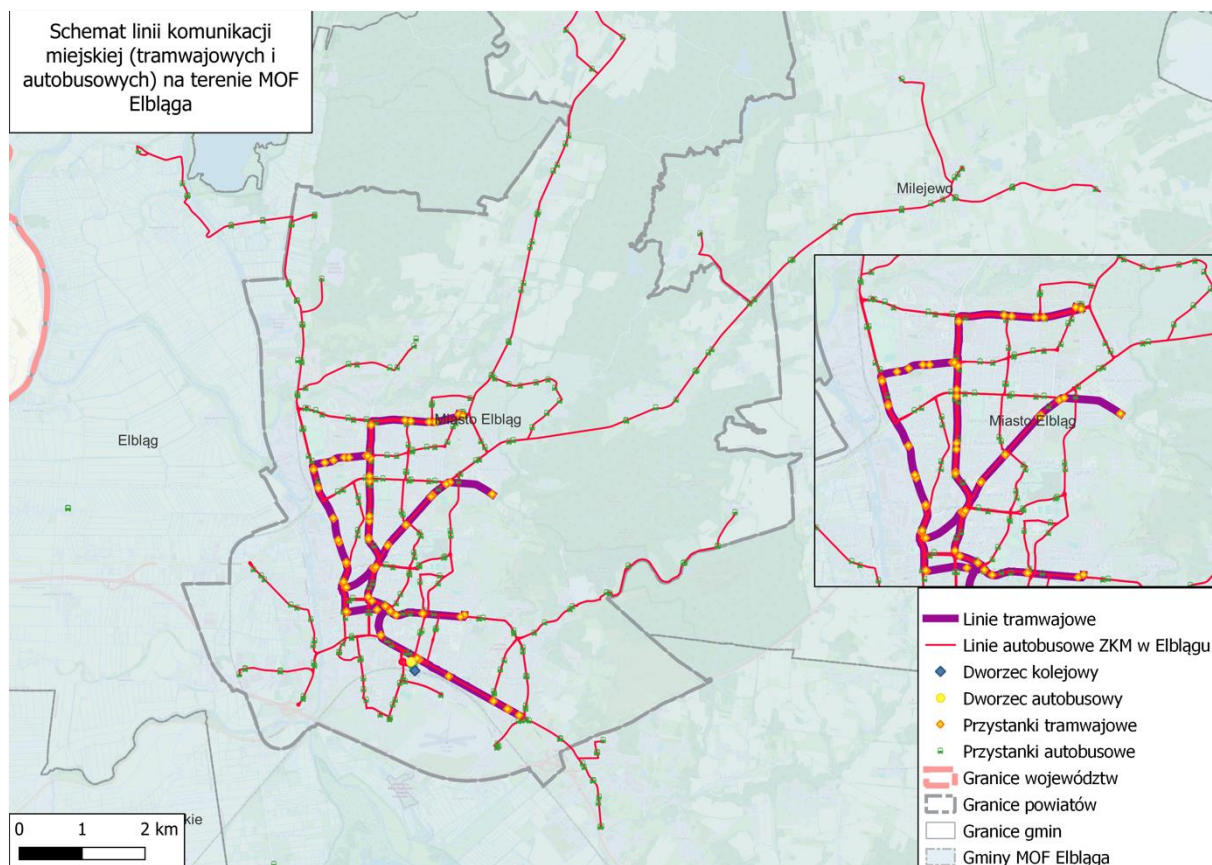 Schemat linii komunikacji
miejskiej (tramwajowych i
autobusowych) na terenie MOF
Elbląga
Milejewo
Elbląg
Miasto Elbląg
Miasto Elbląg
Linie tramwajowe
Linie autobusowe ZKM w Elblągu
Dworzec kolejowy
Dworzec autobusowy
Przystanki tramwajowe
Przystanki autobusowe
Granice województw
Granice powiatów
Granice gmin
Gminy MOF Elbląga
kie
0 1 2 km